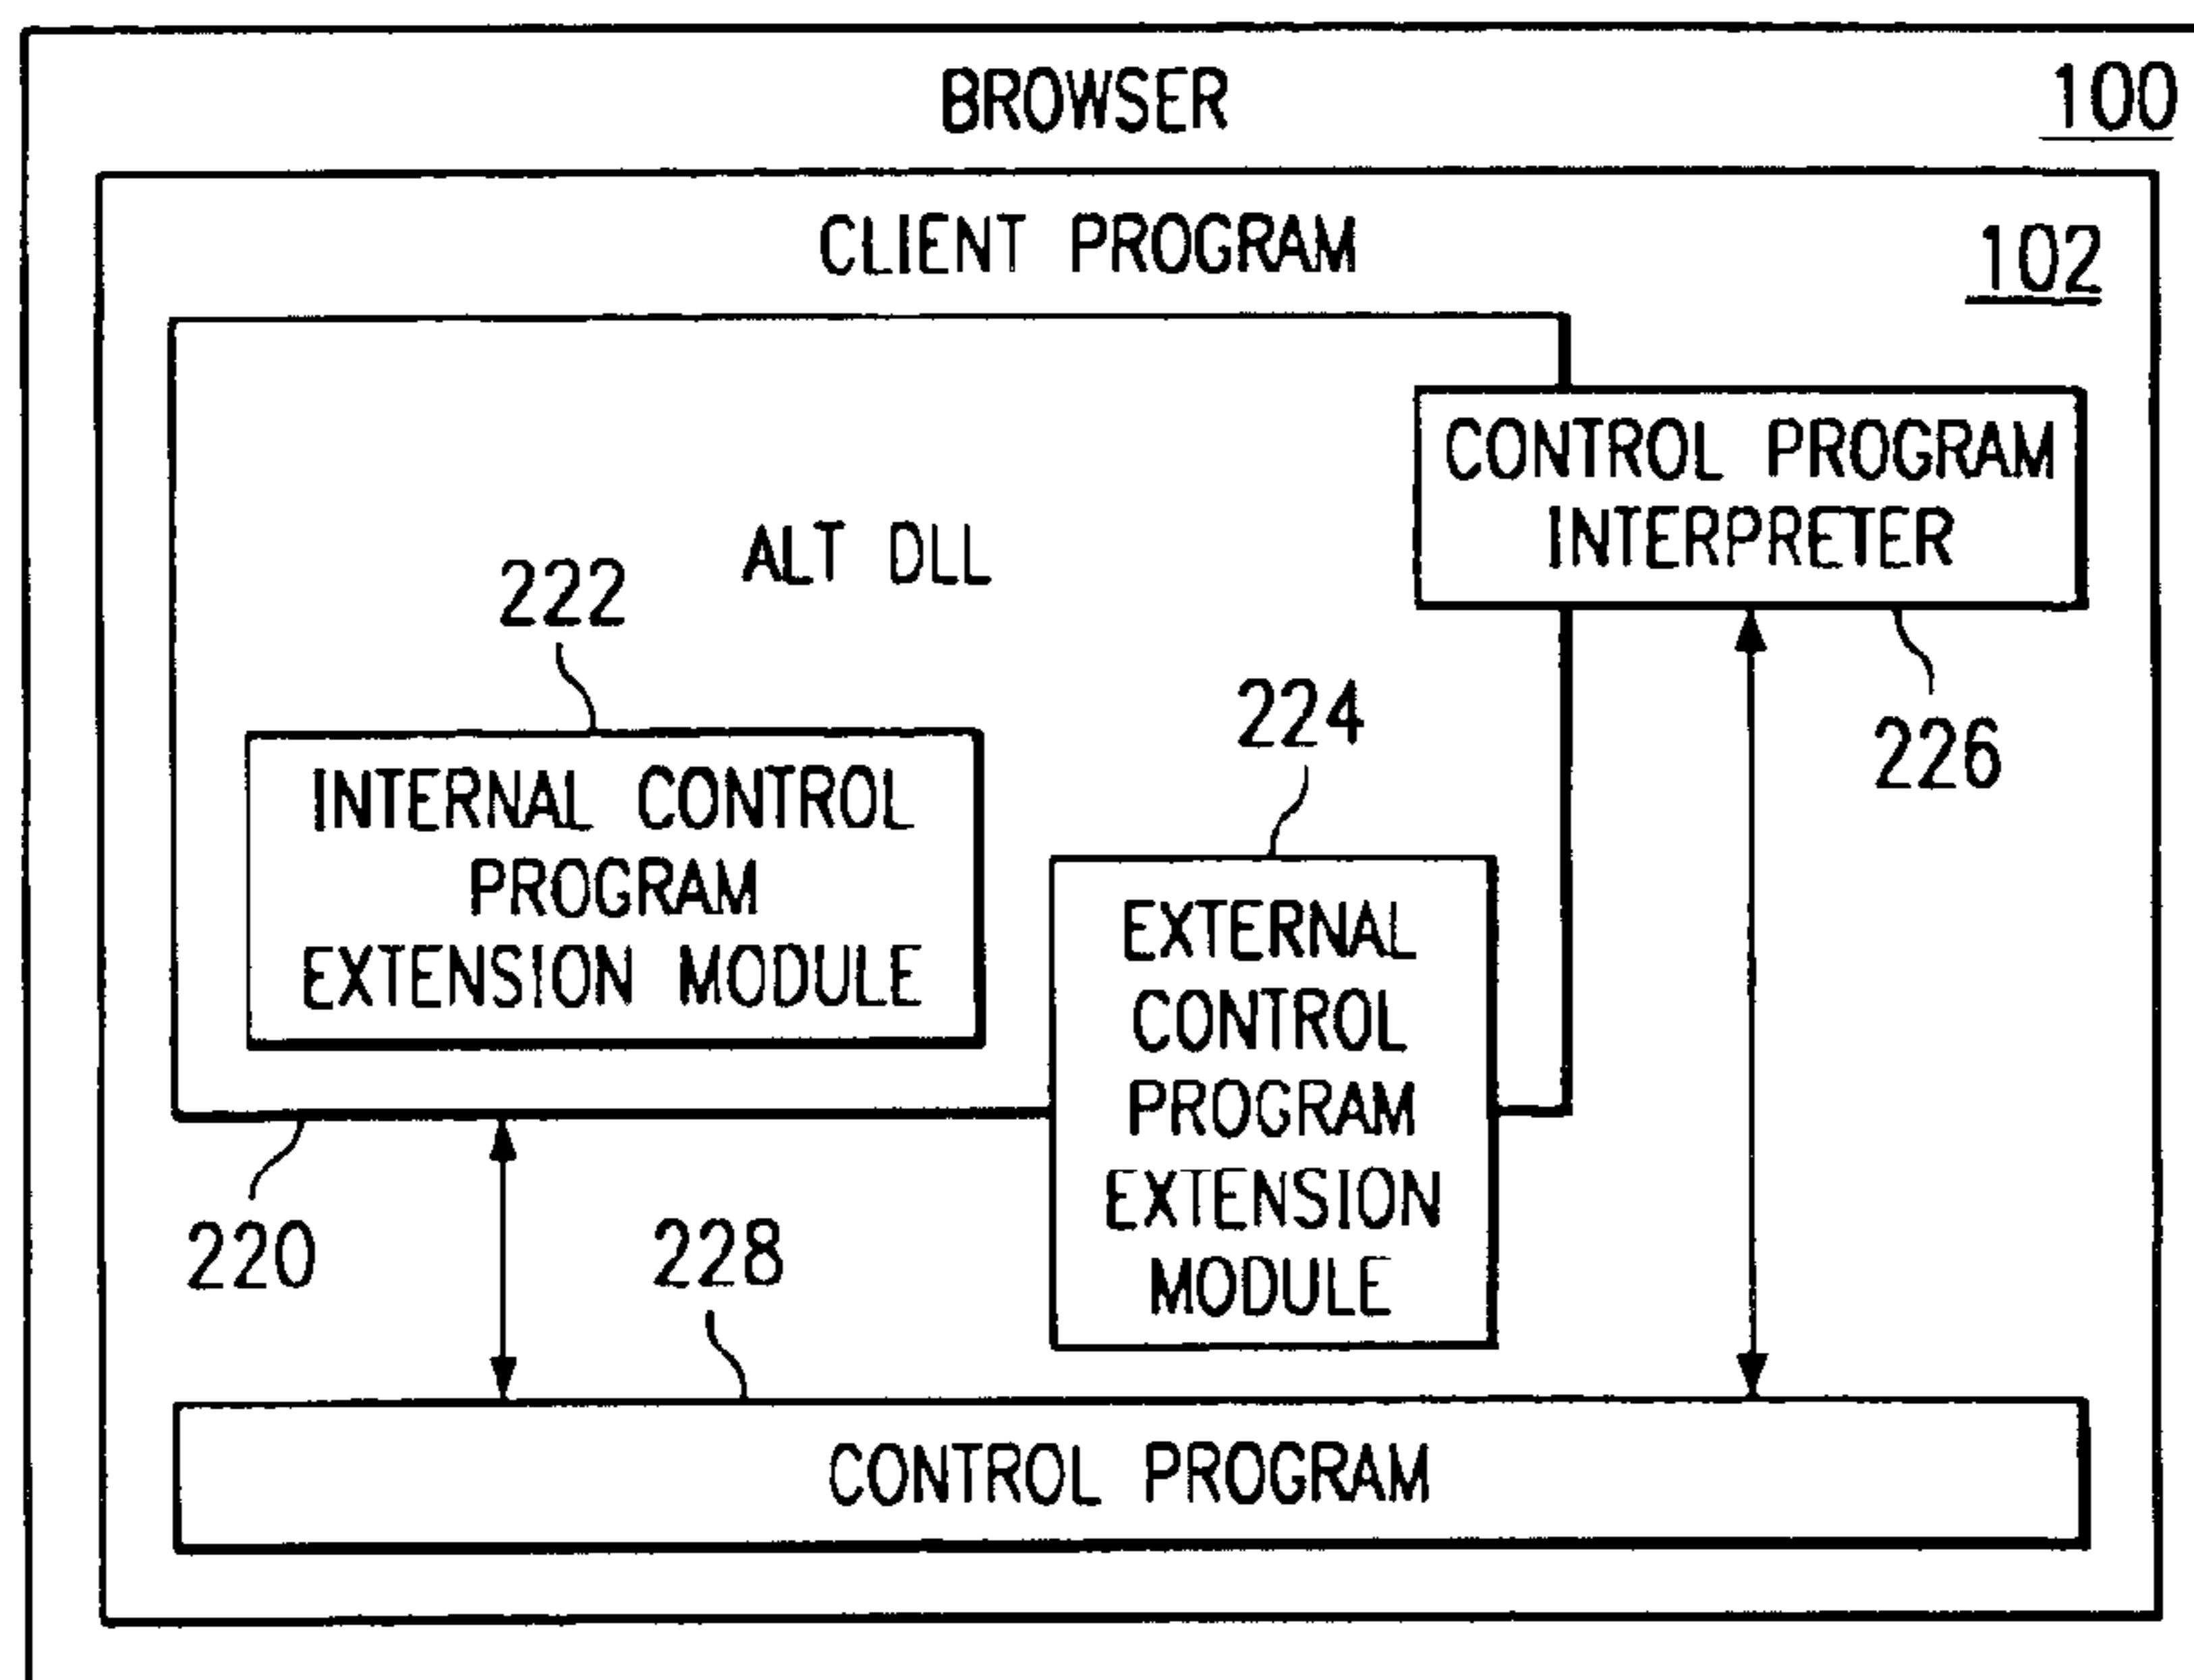 BROWSER
100
CLIENT PROGRAM
102
CONTROL PROGRAM
INTERPRETER
ALT DLL
222
224
226
INTERNAL CONTROL
PROGRAM
EXTENSION MODULE
EXTERNAL
CONTROL
PROGRAM
EXTENSION
MODULE
220
228
CONTROL PROGRAM